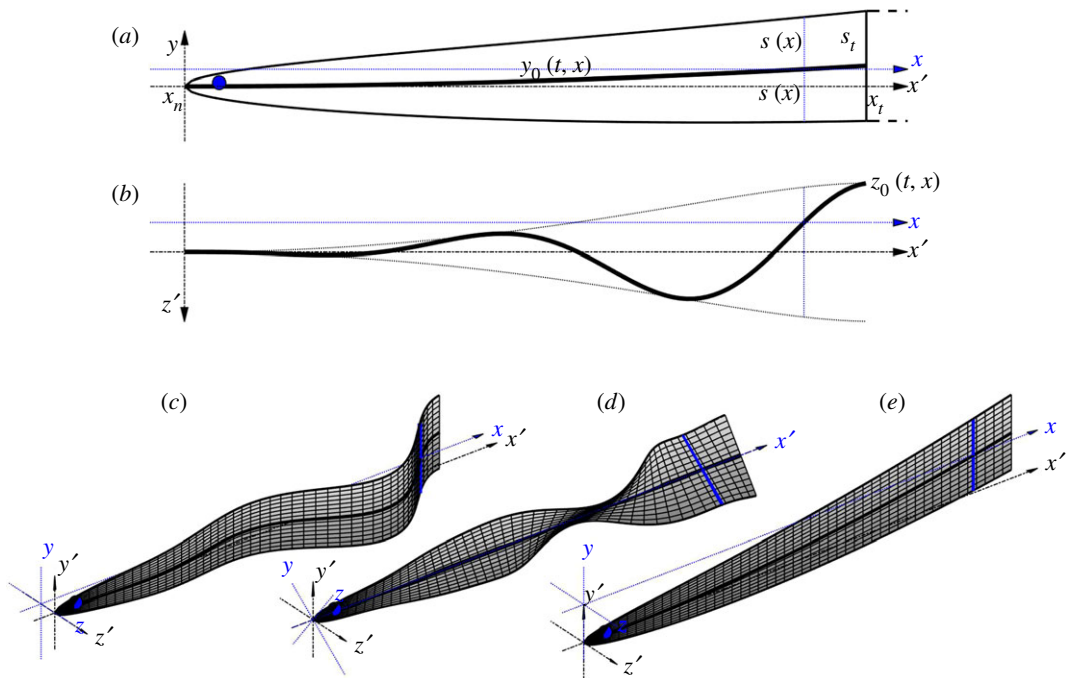 (a)
y
s (x)
s_t
y_0 (t, x)
x
x_n
s (x)
x_t
x′
(b)
z_0 (t, x)
x
x′
z′
(c)
(d)
(e)
x
x′
x′
x
x′
y
y′
z
z′
y
y′
z
z′
y
y′
z
z′